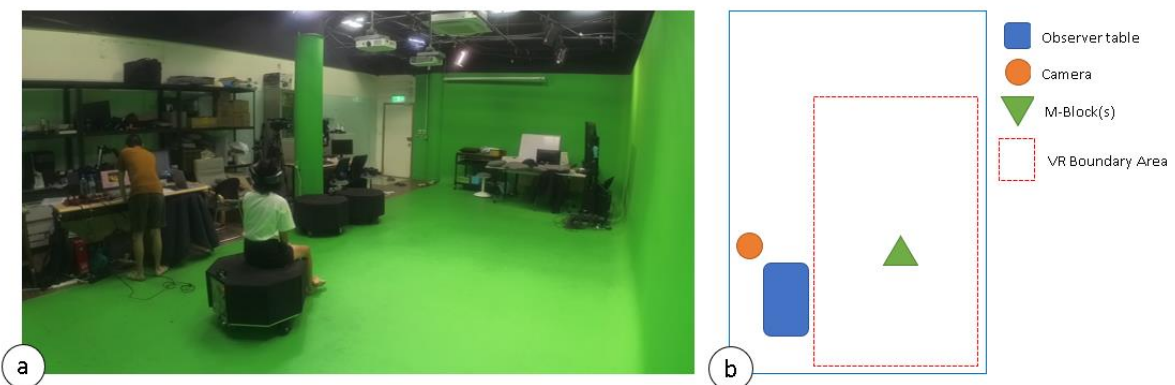 Observer table
Camera
M-Block(s)
VR Boundary Area
a
b